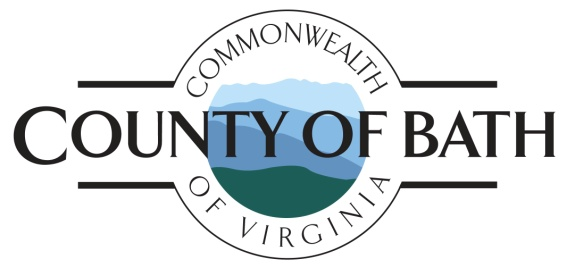 COMMONWEALTH
COUNTY OF BATH
OF VIRGINIA